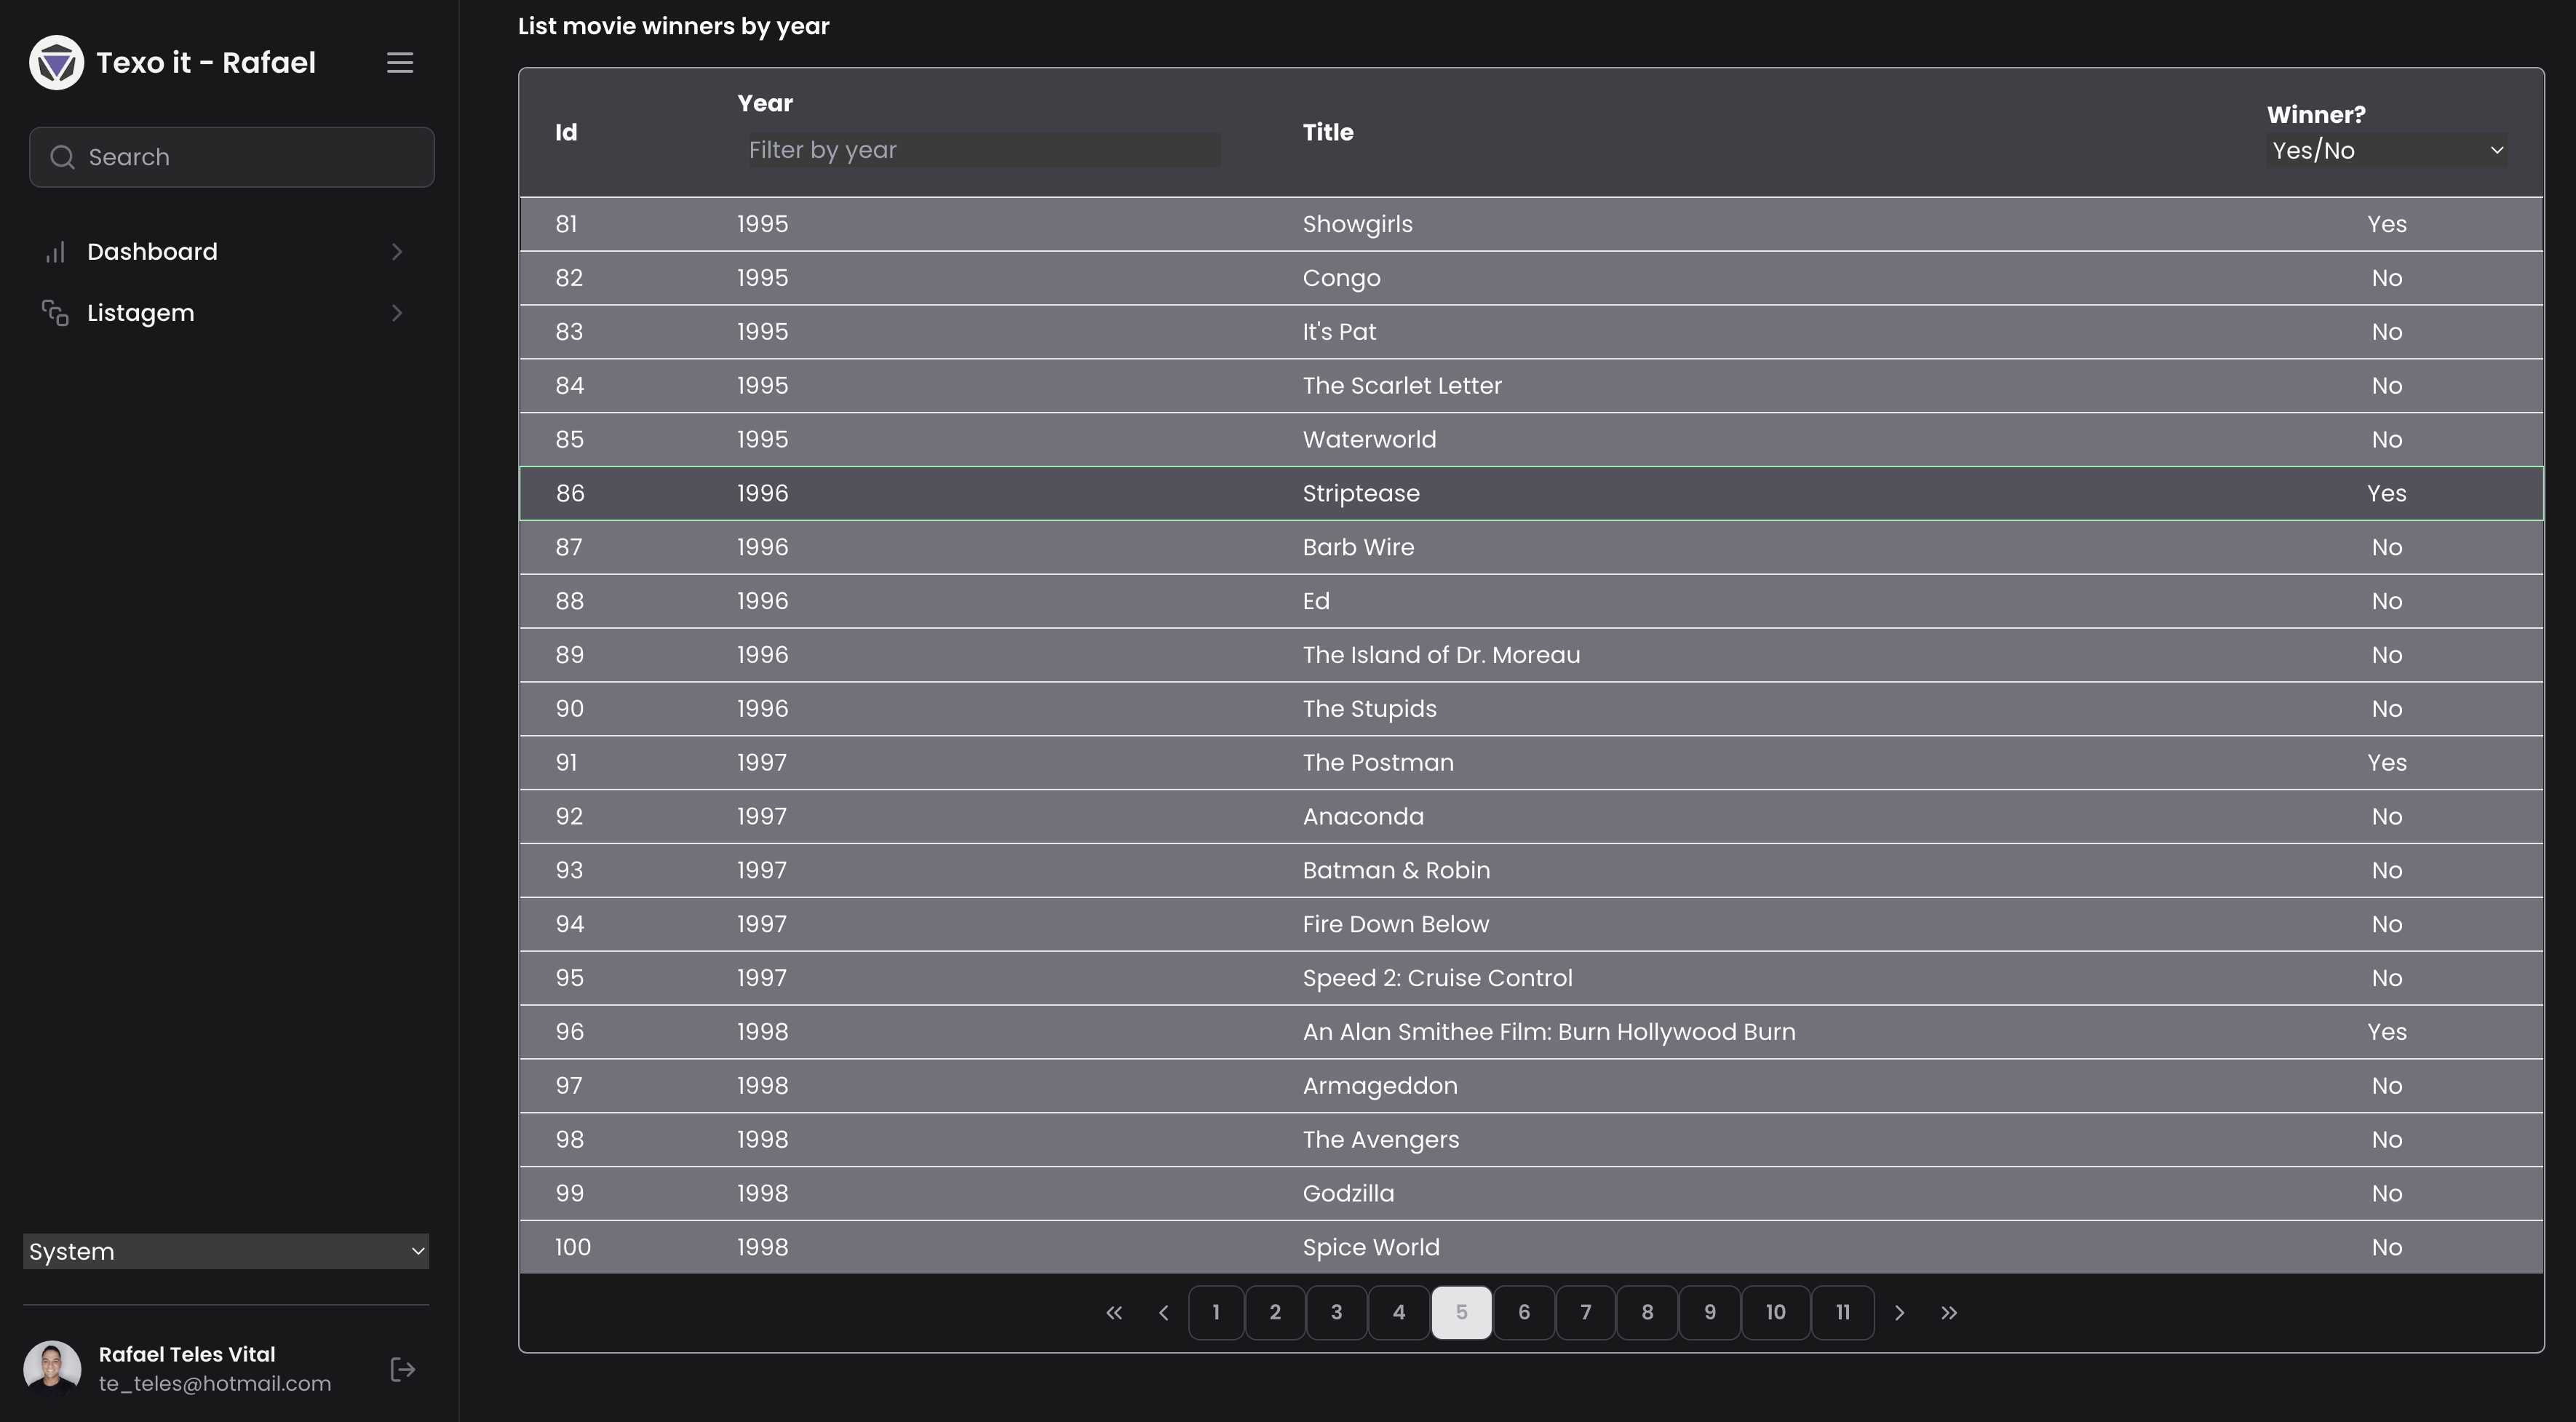 Texo it - Rafael
Search
Dashboard
Listagem
System
Rafael Teles Vital
te_teles@hotmail.com
List movie winners by year
Id Year Title Winner?
Filter by year Yes/No
81 1995 Showgirls Yes
82 1995 Congo No
83 1995 It's Pat No
84 1995 The Scarlet Letter No
85 1995 Waterworld No
86 1996 Striptease Yes
87 1996 Barb Wire No
88 1996 Ed No
89 1996 The Island of Dr. Moreau No
90 1996 The Stupids No
91 1997 The Postman Yes
92 1997 Anaconda No
93 1997 Batman & Robin No
94 1997 Fire Down Below No
95 1997 Speed 2: Cruise Control No
96 1998 An Alan Smithee Film: Burn Hollywood Burn Yes
97 1998 Armageddon No
98 1998 The Avengers No
99 1998 Godzilla No
100 1998 Spice World No
1 2 3 4 5 6 7 8 9 10 11